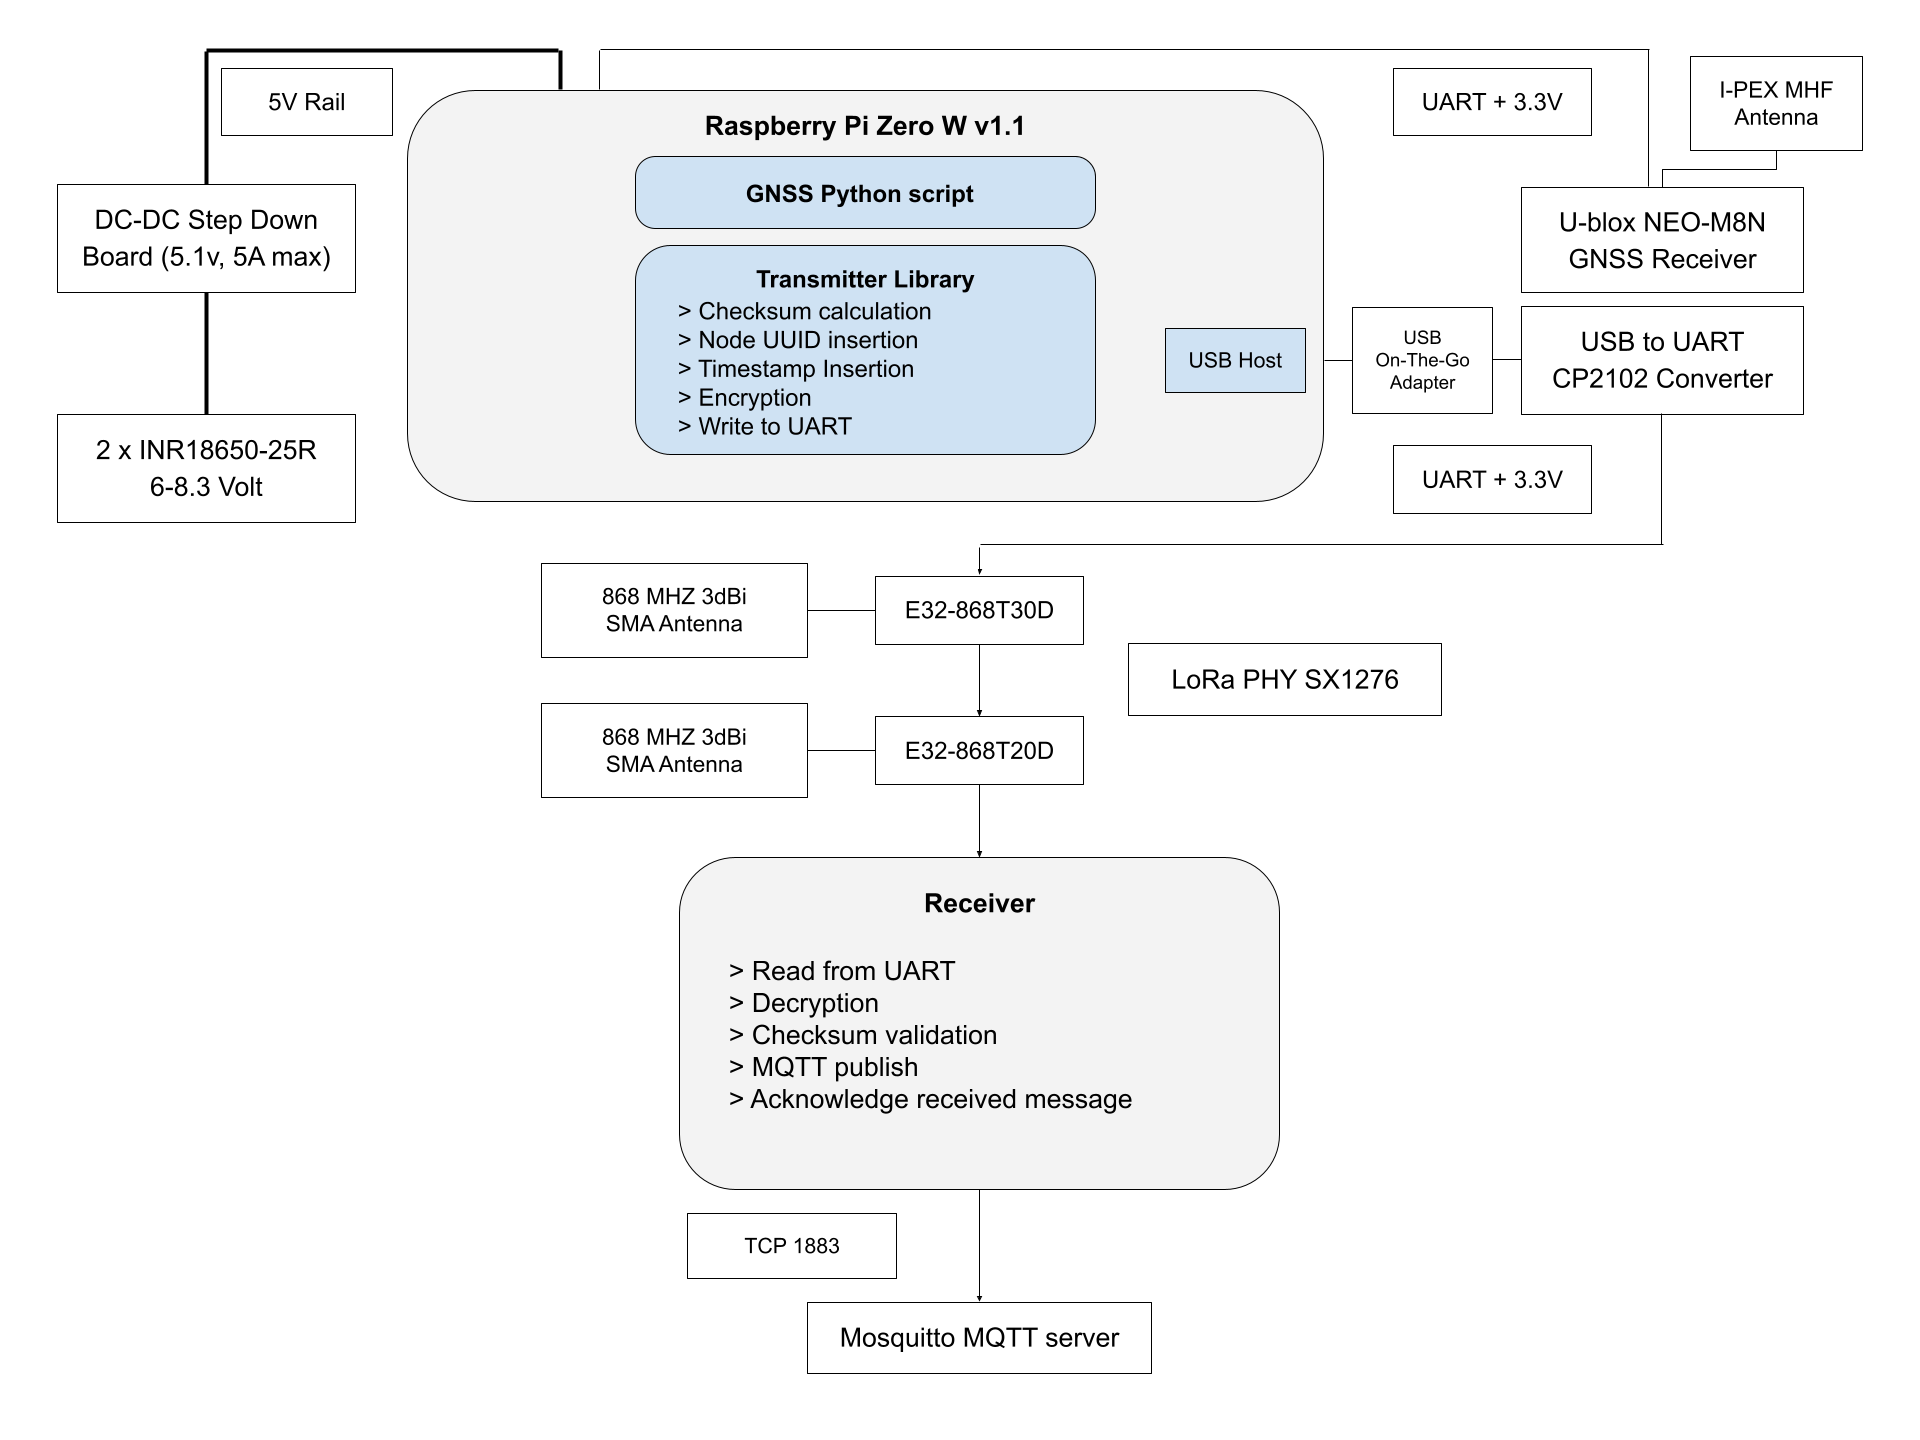 5V Rail
DC-DC Step Down
Board (5.1v, 5A max)
2 x INR18650-25R
6-8.3 Volt
Raspberry Pi Zero W v1.1
GNSS Python script
Transmitter Library
> Checksum calculation
> Node UUID insertion
> Timestamp Insertion
> Encryption
> Write to UART
USB Host
USB
On-The-Go
Adapter
UART + 3.3V
I-PEX MHF
Antenna
U-blox NEO-M8N
GNSS Receiver
USB to UART
CP2102 Converter
UART + 3.3V
868 MHZ 3dBi
SMA Antenna
E32-868T30D
LoRa PHY SX1276
868 MHZ 3dBi
SMA Antenna
E32-868T20D
Receiver
> Read from UART
> Decryption
> Checksum validation
> MQTT publish
> Acknowledge received message
TCP 1883
Mosquitto MQTT server